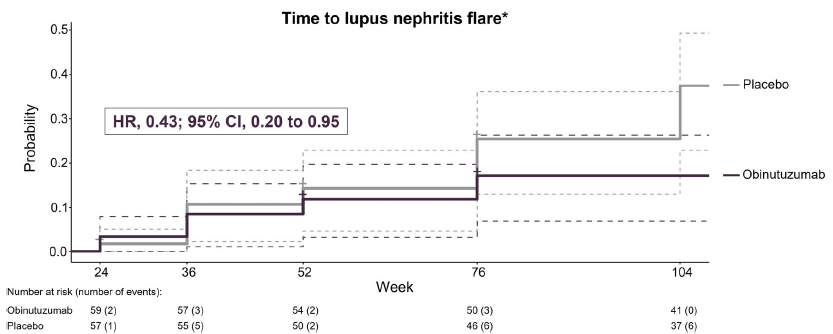 Time to lupus nephritis flare*
0.5
0.4
0.3
0.2
0.1
0.0
Probability
HR, 0.43; 95% CI, 0.20 to 0.95
Placebo
Obinutuzumab
24 36 52 76 104
Week
Number at risk (number of events):
Obinutuzumab 59 (2) 57 (3) 54 (2) 50 (3) 41 (0)
Placebo 57 (1) 55 (5) 50 (2) 46 (6) 37 (6)